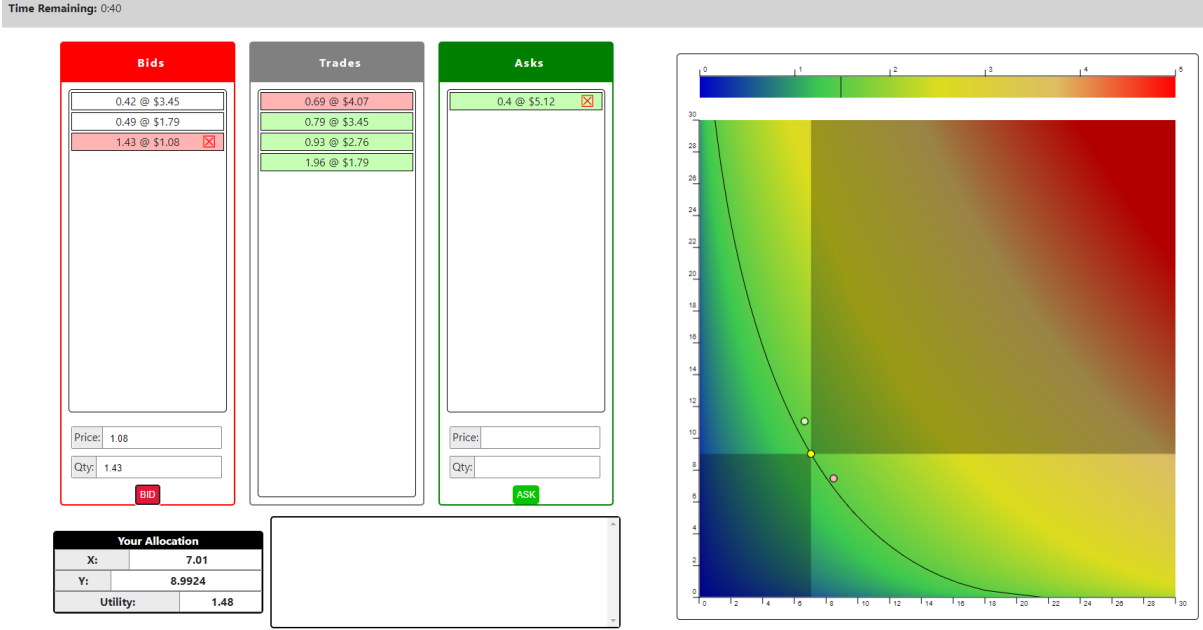 Time Remaining: 0:40
Bids
0.42 @ $3.45
0.49 @ $1.79
1.43 @ $1.08
Price: 1.08
Qty: 1.43
BID
Trades
0.69 @ $4.07
0.79 @ $3.45
0.93 @ $2.76
1.96 @ $1.79
Asks
0.4 @ $5.12
Price:
Qty:
ASK
Your Allocation
X: 7.01
Y: 8.9924
Utility: 1.48
0 1 2 3 4 5
30
28
26
24
22
20
18
16
14
12
10
8
6
4
2
0
0 2 4 6 8 10 12 14 16 18 20 22 24 26 28 30